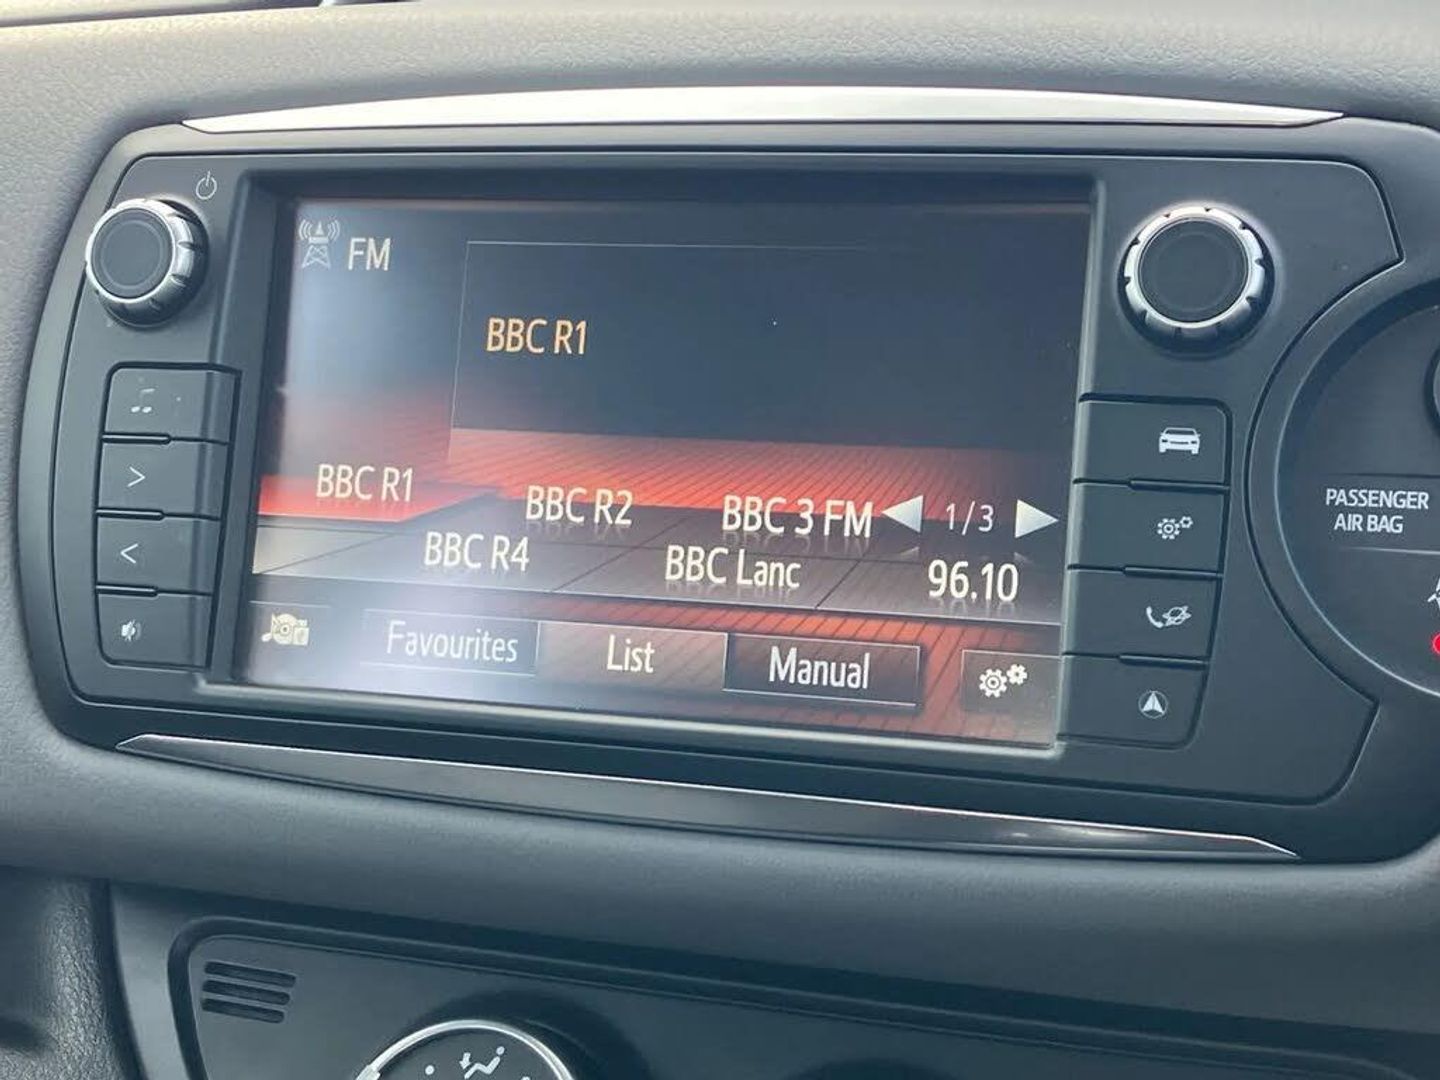 FM
BBC R1
BBC R1 BBC R2 BBC 3 FM 1/3
BBC R4 BBC Lanc 96.10
Favourites List Manual
PASSENGER
AIR BAG